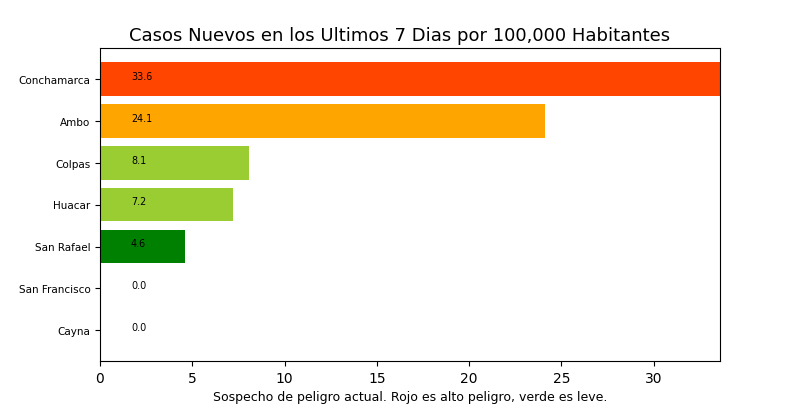 Casos Nuevos en los Ultimos 7 Dias por 100,000 Habitantes
Conchamarca 33.6
Ambo 24.1
Colpas 8.1
Huacar 7.2
San Rafael 4.6
San Francisco 0.0
Cayna 0.0
0 5 10 15 20 25 30
Sospecho de peligro actual. Rojo es alto peligro, verde es leve.